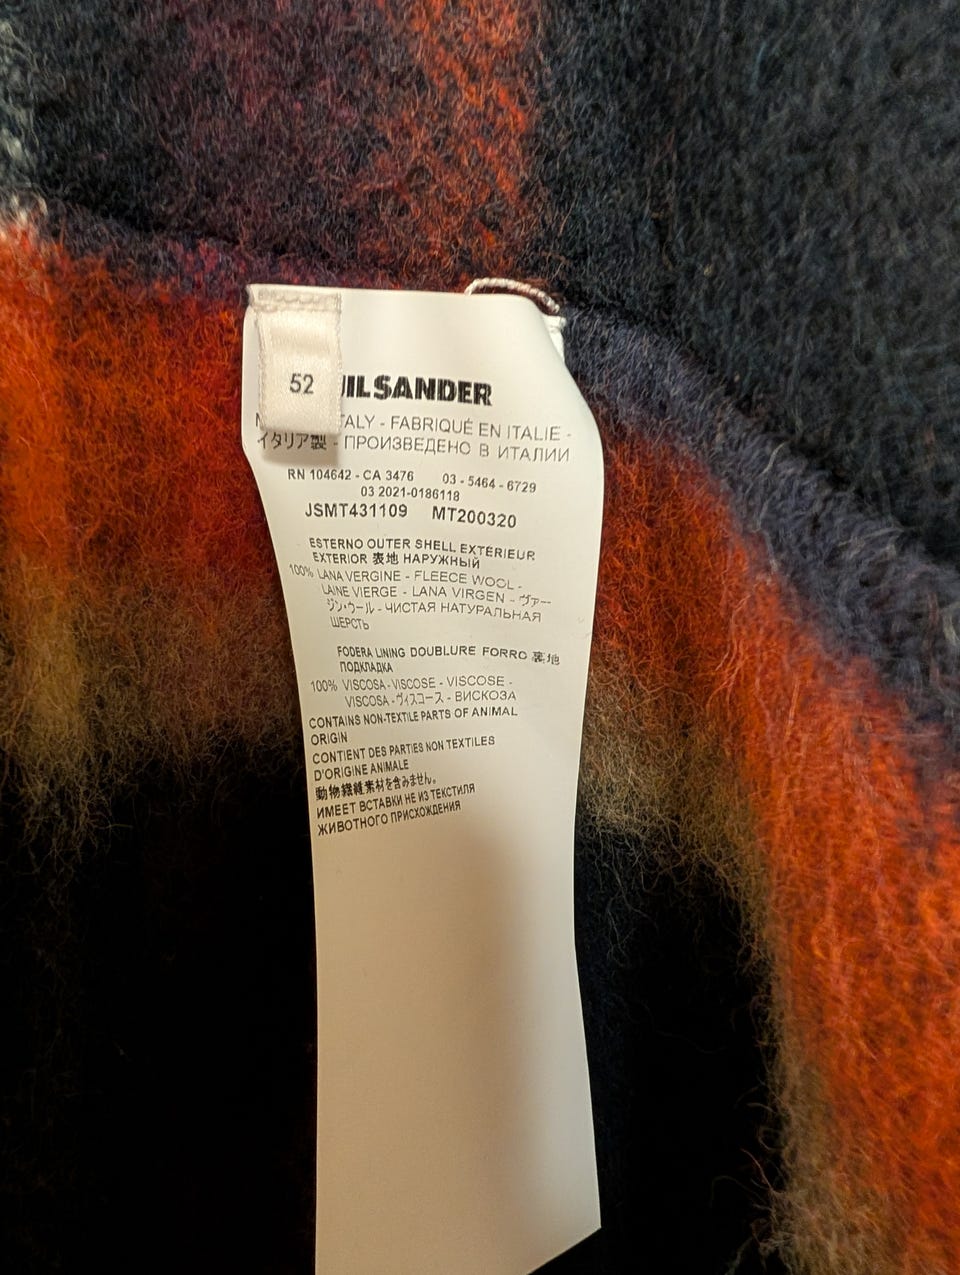 52
JILSANDER
ITALY - FABRIQUÉ EN ITALIE -
イタリア製 - ПРОИЗВЕДЕНО В ИТАЛИИ
RN 104642 - CA 3476 03 - 5464 - 6729
03 2021-0186118
JSMT431109 MT200320
ESTERNO OUTER SHELL EXTÉRIEUR
EXTERIOR 表地 НАРУЖНЫЙ
100% LANA VERGINE - FLEECE WOOL -
LAINE VIERGE - LANA VIRGEN - ヴァー
ジン・ウール - ЧИСТАЯ НАТУРАЛЬНАЯ
ШЕРСТЬ
FODERA LINING DOUBLURE FORRO 裏地
ПОДКЛАДКА
100% VISCOSA - VISCOSE - VISCOSE -
VISCOSA - ヴィスコース - ВИСКОЗА
CONTAINS NON-TEXTILE PARTS OF ANIMAL
ORIGIN
CONTIENT DES PARTIES NON TEXTILES
D'ORIGINE ANIMALE
動物繊維素材を含みません。
ИМЕЕТ ВСТАВКИ НЕ ИЗ ТЕКСТИЛЯ
ЖИВОТНОГО ПРИСХОЖДЕНИЯ